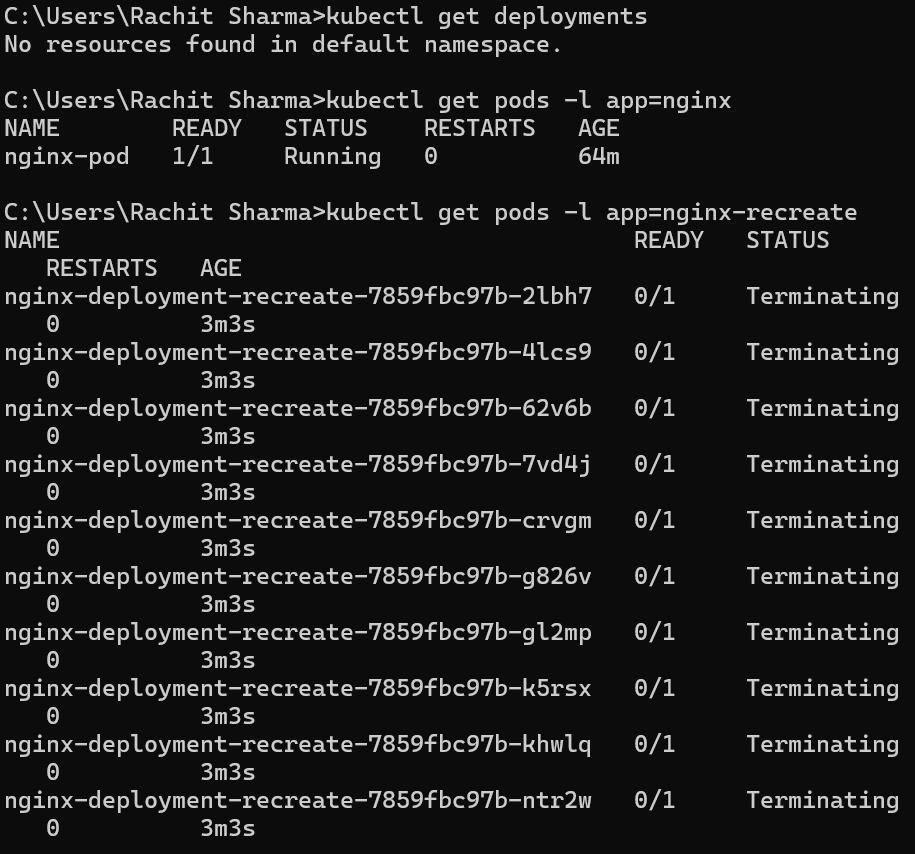 C:\Users\Rachit Sharma>kubectl get deployments
No resources found in default namespace.
C:\Users\Rachit Sharma>kubectl get pods -l app=nginx
NAME        READY   STATUS    RESTARTS   AGE
nginx-pod   1/1     Running   0          64m
C:\Users\Rachit Sharma>kubectl get pods -l app=nginx-recreate
NAME                                         READY   STATUS
   RESTARTS   AGE
nginx-deployment-recreate-7859fbc97b-2lbh7   0/1     Terminating
   0          3m3s
nginx-deployment-recreate-7859fbc97b-4lcs9   0/1     Terminating
   0          3m3s
nginx-deployment-recreate-7859fbc97b-62v6b   0/1     Terminating
   0          3m3s
nginx-deployment-recreate-7859fbc97b-7vd4j   0/1     Terminating
   0          3m3s
nginx-deployment-recreate-7859fbc97b-crvgm   0/1     Terminating
   0          3m3s
nginx-deployment-recreate-7859fbc97b-g826v   0/1     Terminating
   0          3m3s
nginx-deployment-recreate-7859fbc97b-gl2mp   0/1     Terminating
   0          3m3s
nginx-deployment-recreate-7859fbc97b-k5rsx   0/1     Terminating
   0          3m3s
nginx-deployment-recreate-7859fbc97b-khwlq   0/1     Terminating
   0          3m3s
nginx-deployment-recreate-7859fbc97b-ntr2w   0/1     Terminating
   0          3m3s